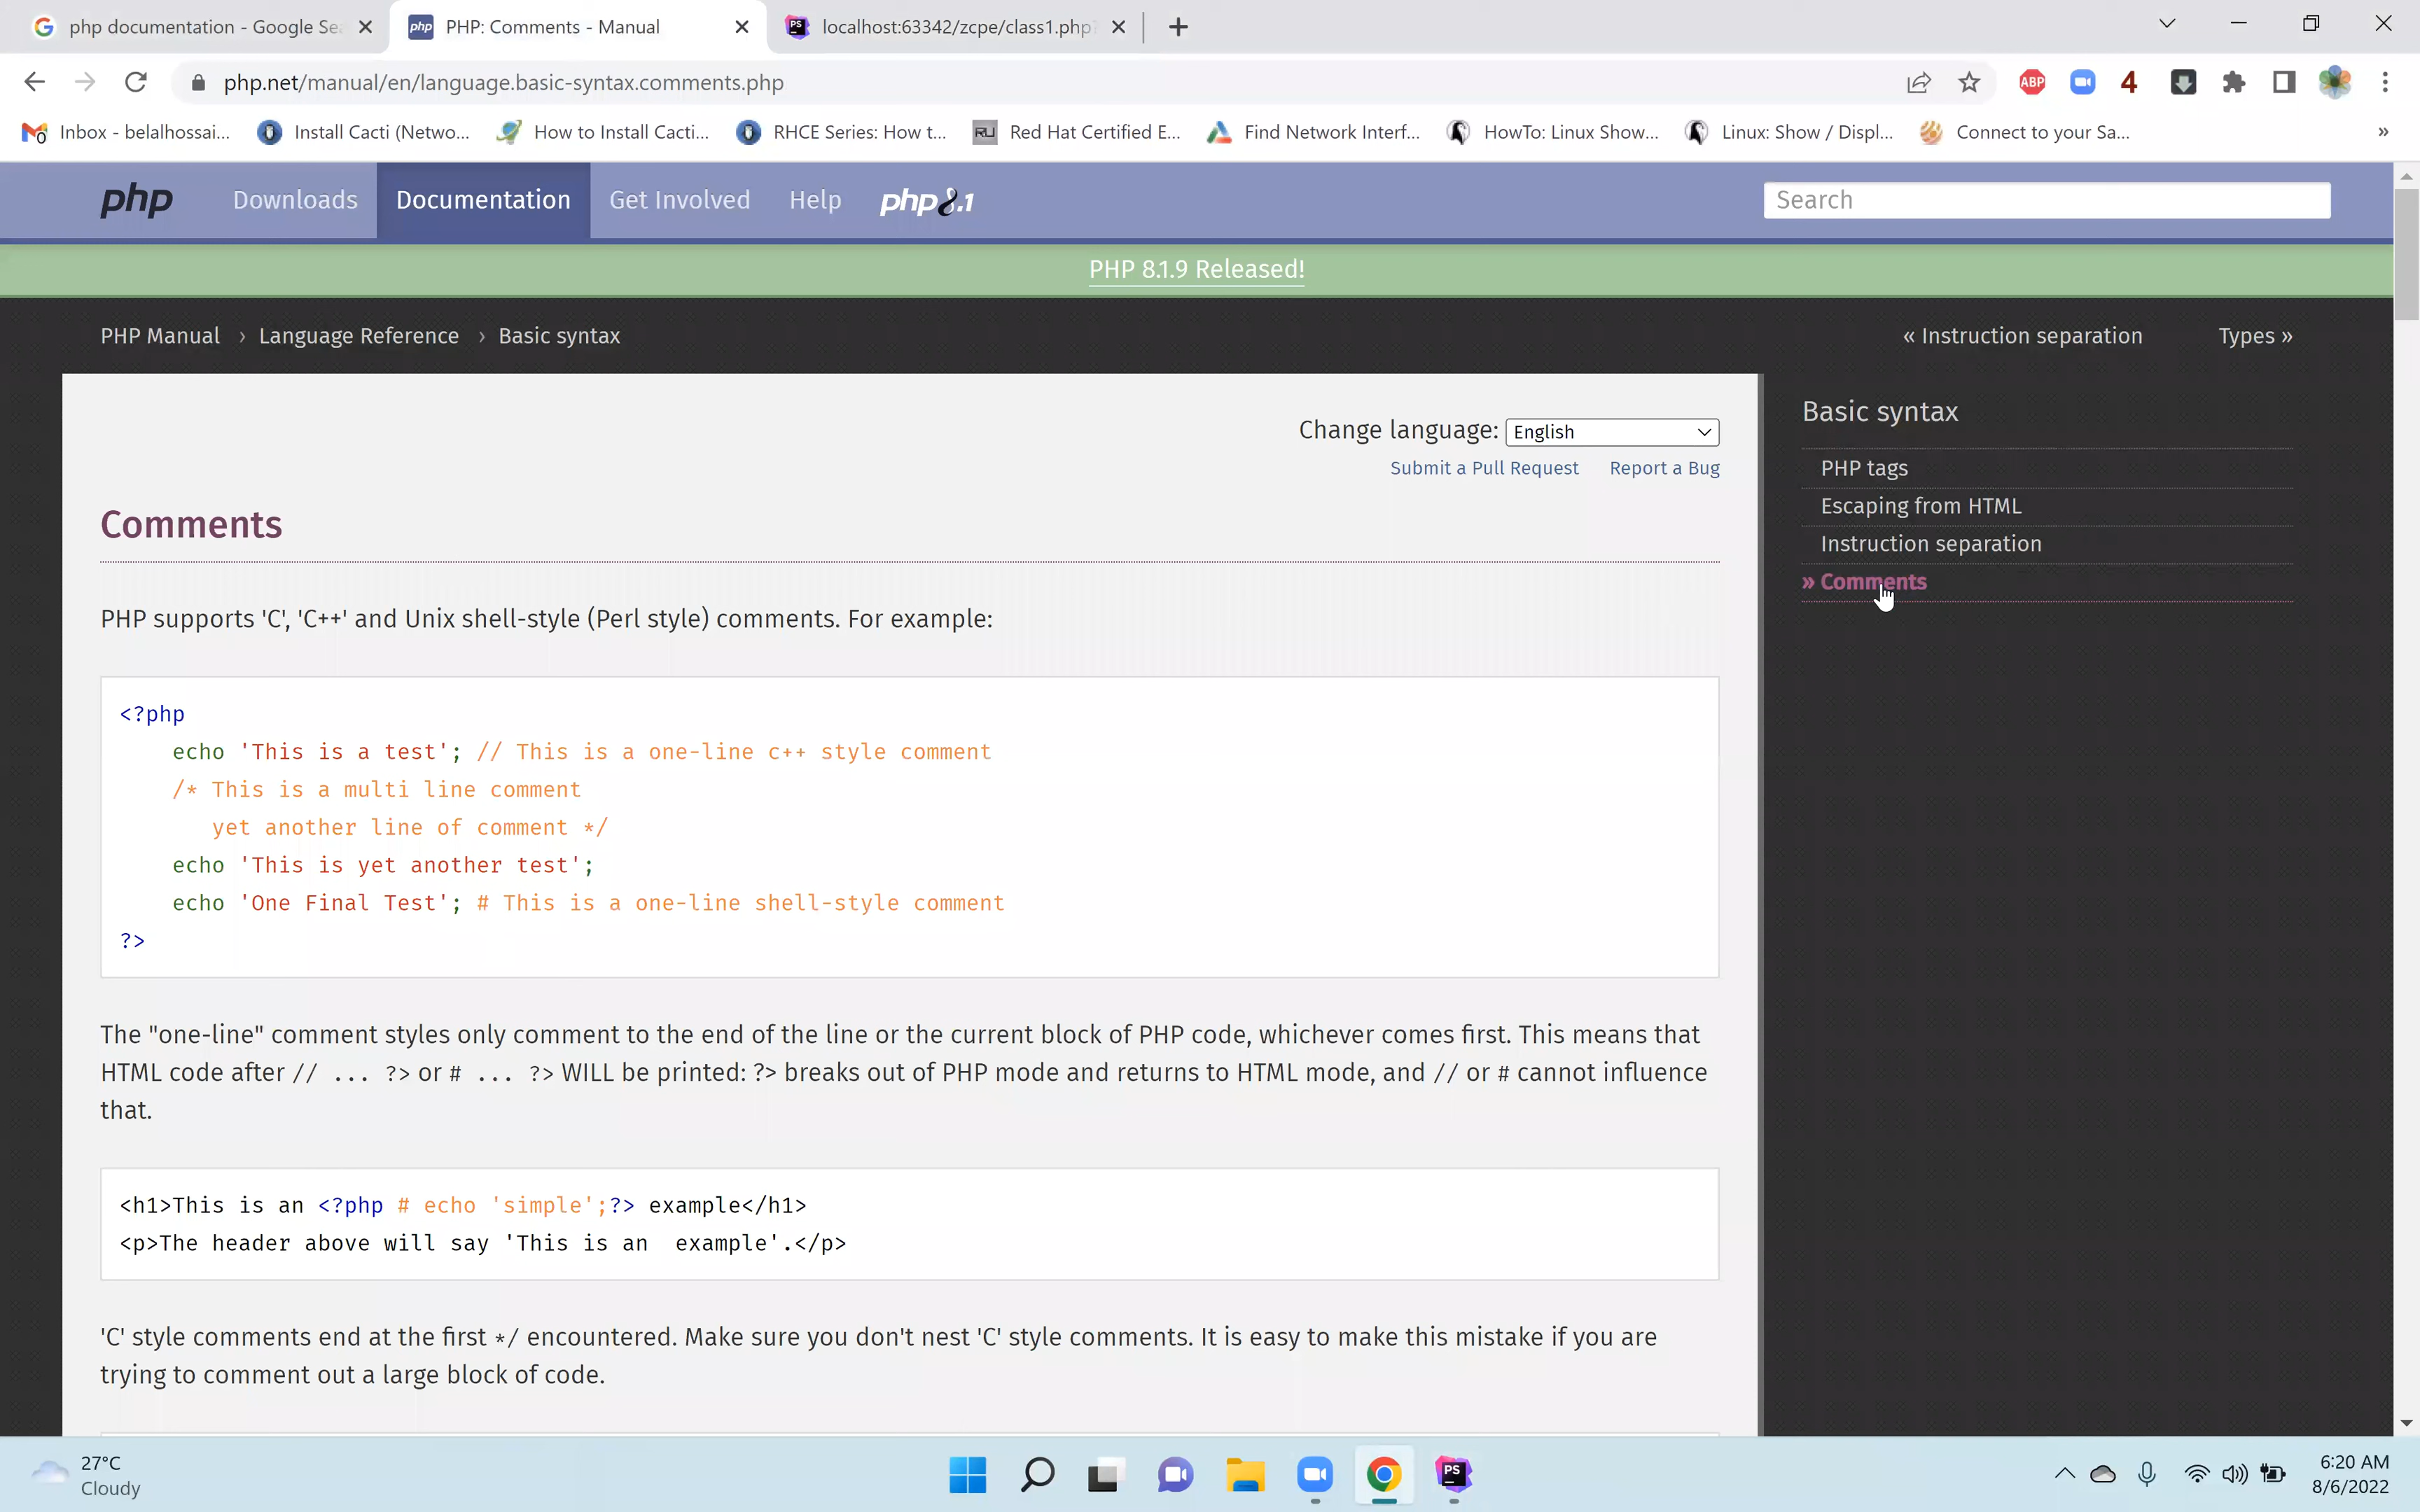 php documentation - Google Sea
PHP: Comments - Manual
localhost:63342/zcpe/class1.php?
php.net/manual/en/language.basic-syntax.comments.php
ABP
4
Inbox - belalhossai...
Install Cacti (Netwo...
How to Install Cacti...
RHCE Series: How t...
Red Hat Certified E...
Find Network Interf...
HowTo: Linux Show...
Linux: Show / Displ...
Connect to your Sa...
»
php
Downloads
Documentation
Get Involved
Help
php8.1
Search
PHP 8.1.9 Released!
PHP Manual › Language Reference › Basic syntax
« Instruction separation
Types »
Change language: English
Submit a Pull Request
Report a Bug
Comments
PHP supports 'C', 'C++' and Unix shell-style (Perl style) comments. For example:
<?php
echo 'This is a test'; // This is a one-line c++ style comment
/* This is a multi line comment
yet another line of comment */
echo 'This is yet another test';
echo 'One Final Test'; # This is a one-line shell-style comment
?>
The "one-line" comment styles only comment to the end of the line or the current block of PHP code, whichever comes first. This means that
HTML code after // ... ?> or # ... ?> WILL be printed: ?> breaks out of PHP mode and returns to HTML mode, and // or # cannot influence
that.
<h1>This is an <?php # echo 'simple';?> example</h1>
<p>The header above will say 'This is an  example'.</p>
'C' style comments end at the first */ encountered. Make sure you don't nest 'C' style comments. It is easy to make this mistake if you are
trying to comment out a large block of code.
Basic syntax
PHP tags
Escaping from HTML
Instruction separation
» Comments
27°C
Cloudy
PS
6:20 AM
8/6/2022